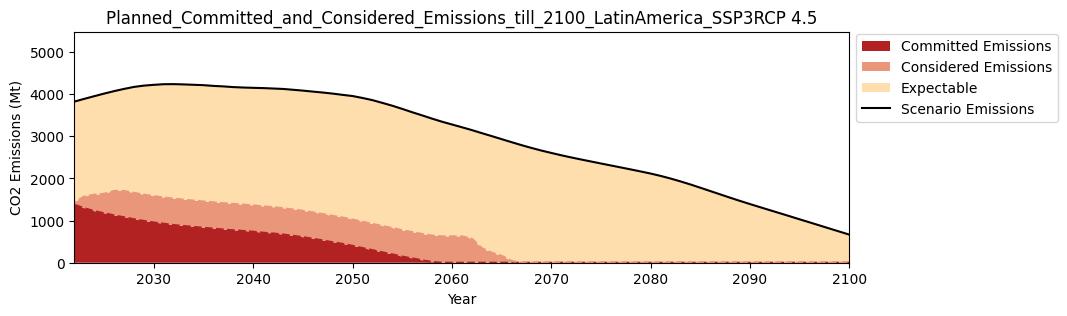 Planned_Committed_and_Considered_Emissions_till_2100_LatinAmerica_SSP3RCP 4.5
CO2 Emissions (Mt)
5000
4000
3000
2000
1000
0
2030 2040 2050 2060 2070 2080 2090 2100
Year
Committed Emissions
Considered Emissions
Expectable
Scenario Emissions